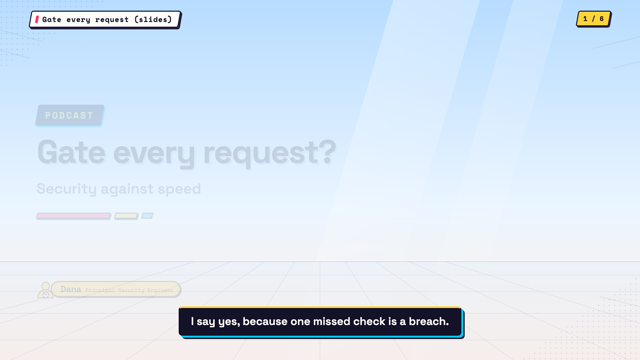 Gate every request (slides)
1 / 6
PODCAST
Gate every request?
Security against speed
Dana
I say yes, because one missed check is a breach.